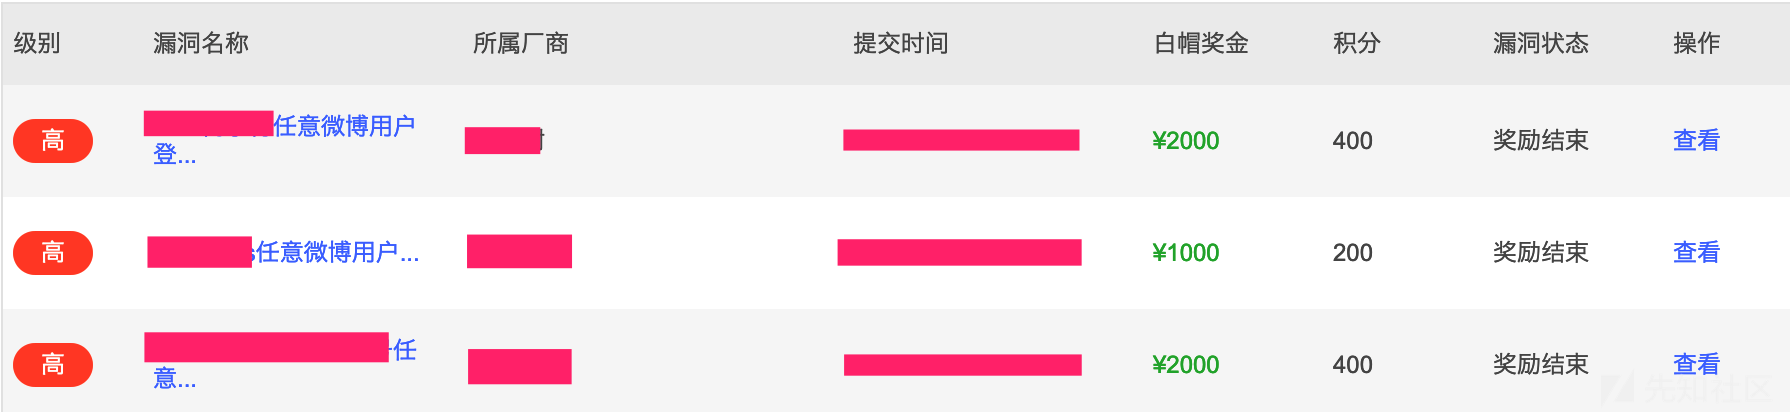 级别 漏洞名称 所属厂商 提交时间 白帽奖金 积分 漏洞状态 操作
高 任意微博用户 ¥2000 400 奖励结束 查看
登...
高 s任意微博用户... ¥1000 200 奖励结束 查看
高 任 ¥2000 400 奖励结束 查看
意...
先知社区